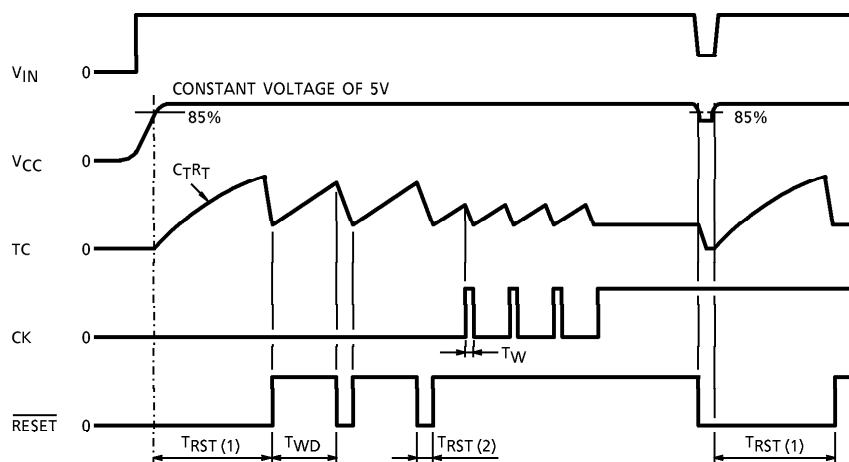 VIN 0
CONSTANT VOLTAGE OF 5V
85% 85%
VCC 0
CTRT
TC 0
CK 0
TW
RESET 0
TRST (1) TWD TRST (2) TRST (1)